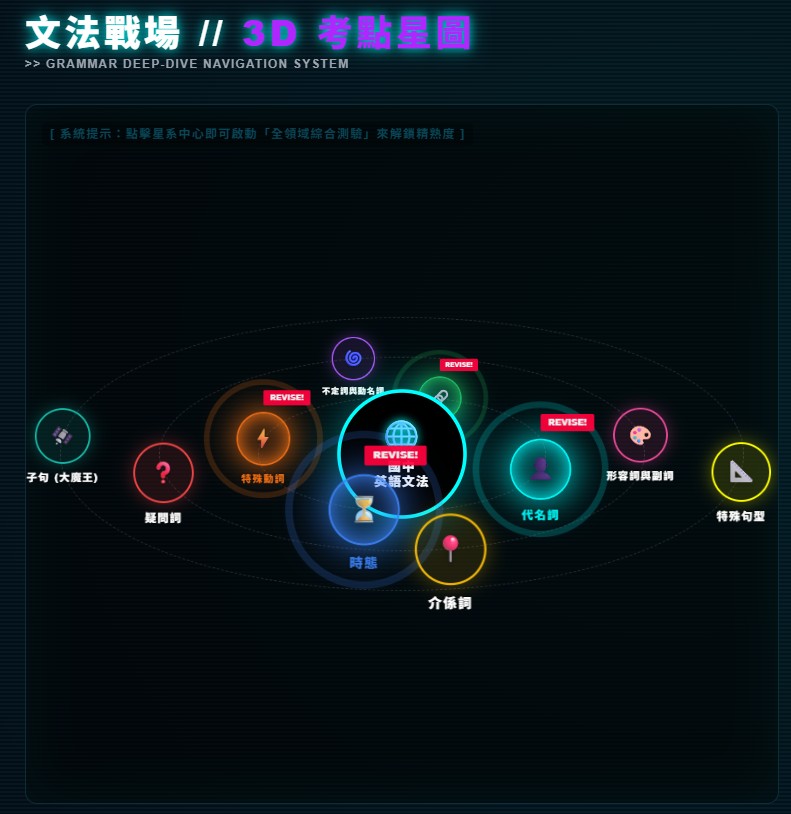 文法戰場 // 3D 考點星圖
>> GRAMMAR DEEP-DIVE NAVIGATION SYSTEM
[ 系統提示：點擊星系中心即可啟動「全領域綜合測驗」來解鎖精熟度 ]
REVISE!
不定詞與動名詞
REVISE!
特殊動詞
REVISE!
國中
英語文法
REVISE!
代名詞
子句 (大魔王)
疑問詞
形容詞與副詞
特殊句型
時態
介係詞